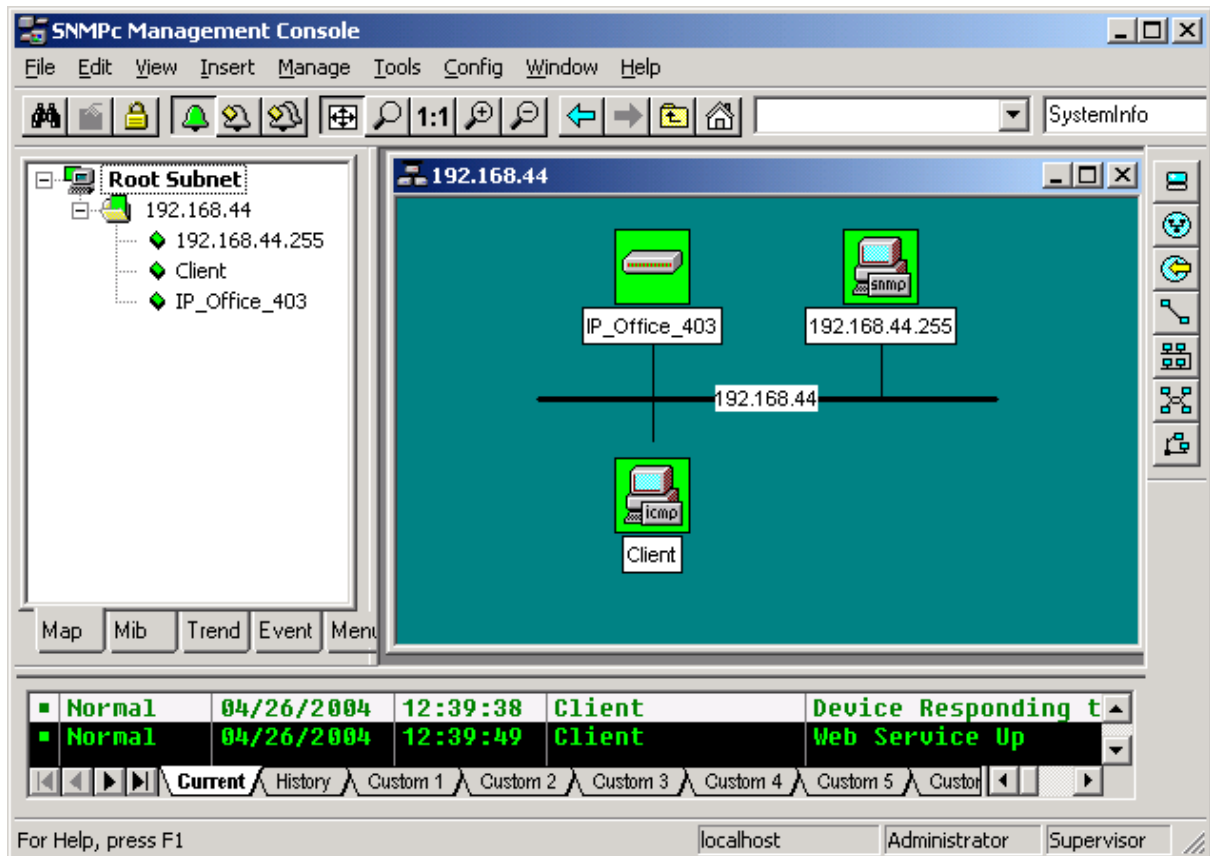 SNMPc Management Console
File Edit View Insert Manage Tools Config Window Help
1:1 SystemInfo
Root Subnet
192.168.44
192.168.44.255
Client
IP_Office_403
Map Mib Trend Event Menu
192.168.44
snmp
IP_Office_403 192.168.44.255
192.168.44
icmp
Client
Normal 04/26/2004 12:39:38 Client Device Responding t
Normal 04/26/2004 12:39:49 Client Web Service Up
Current History Custom 1 Custom 2 Custom 3 Custom 4 Custom 5 Custom
For Help, press F1 localhost Administrator Supervisor